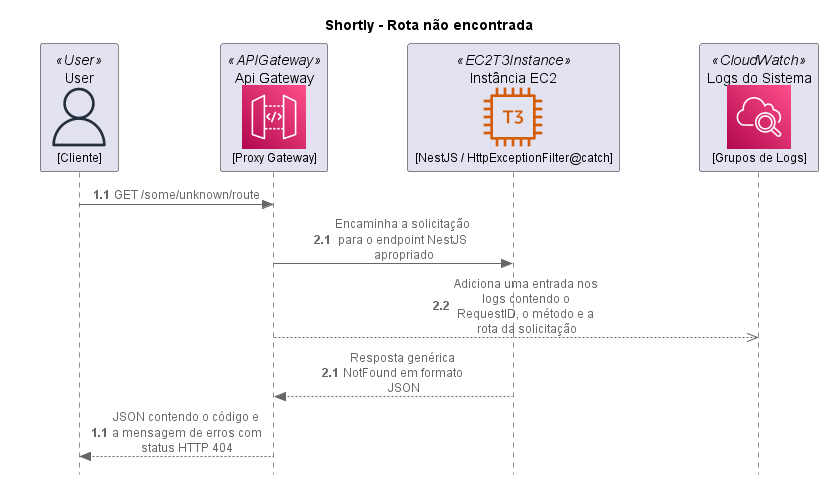 Shortly - Rota não encontrada
«User»
User
[Cliente]
«APIGateway»
Api Gateway
</>
[Proxy Gateway]
«EC2T3Instance»
Instância EC2
T3
[NestJS / HttpExceptionFilter@catch]
«CloudWatch»
Logs do Sistema
[Grupos de Logs]
1.1 GET /some/unknown/route
Encaminha a solicitação
2.1 para o endpoint NestJS
apropriado
Adiciona uma entrada nos
logs contendo o
2.2 RequestID, o método e a
rota da solicitação
Resposta genérica
2.1 NotFound em formato
JSON
JSON contendo o código e
1.1 a mensagem de erros com
status HTTP 404